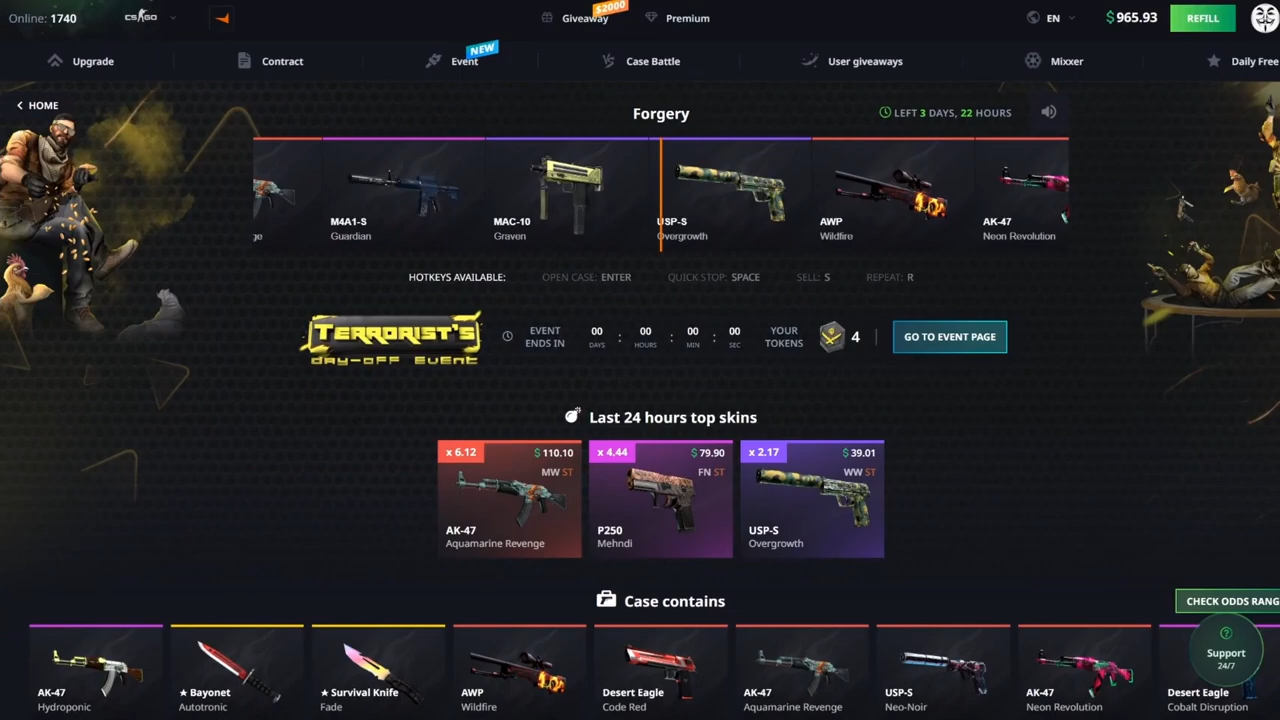 Online: 1740
CS:GO
Giveaway
$2000
Premium
EN
$965.93
REFILL
Upgrade
Contract
Event
NEW
Case Battle
User giveaways
Mixxer
Daily Free
HOME
Forgery
LEFT 3 DAYS, 22 HOURS
ge
M4A1-S
Guardian
MAC-10
Graven
USP-S
Overgrowth
AWP
Wildfire
AK-47
Neon Revolution
HOTKEYS AVAILABLE:
OPEN CASE: ENTER
QUICK STOP: SPACE
SELL: S
REPEAT: R
TERRORIST'S
DAY-OFF EVENT
EVENT
ENDS IN
00 : 00 : 00 : 00
DAYS HOURS MIN SEC
YOUR
TOKENS
4
GO TO EVENT PAGE
Last 24 hours top skins
x 6.12
$110.10
MW ST
AK-47
Aquamarine Revenge
x 4.44
$79.90
FN ST
P250
Mehndi
x 2.17
$39.01
WW ST
USP-S
Overgrowth
Case contains
CHECK ODDS RANG
AK-47
Hydroponic
★ Bayonet
Autotronic
★ Survival Knife
Fade
AWP
Wildfire
Desert Eagle
Code Red
AK-47
Aquamarine Revenge
USP-S
Neo-Noir
AK-47
Neon Revolution
Desert Eagle
Cobalt Disruption
Support
24/7